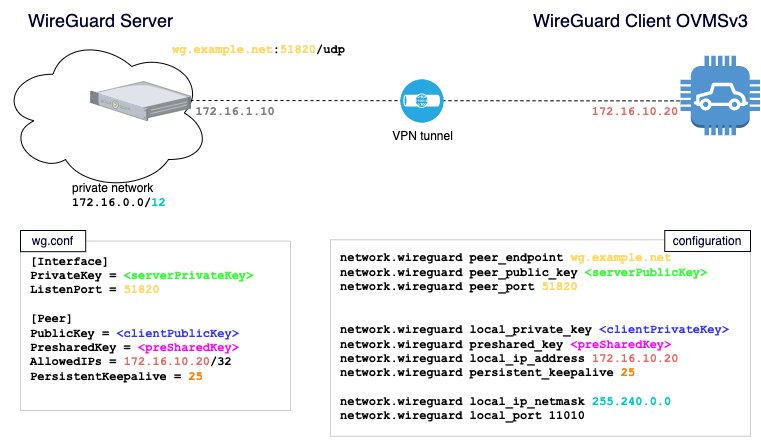 WireGuard Server
WireGuard Client OVMSv3
wg.example.net:51820/udp
172.16.1.10
172.16.10.20
VPN tunnel
private network
172.16.0.0/12
wg.conf
[Interface]
PrivateKey = <serverPrivateKey>
ListenPort = 51820
[Peer]
PublicKey = <clientPublicKey>
PresharedKey = <preSharedKey>
AllowedIPs = 172.16.10.20/32
PersistentKeepalive = 25
configuration
network.wireguard peer_endpoint wg.example.net
network.wireguard peer_public_key <serverPublicKey>
network.wireguard peer_port 51820
network.wireguard local_private_key <clientPrivateKey>
network.wireguard preshared_key <preSharedKey>
network.wireguard local_ip_address 172.16.10.20
network.wireguard persistent_keepalive 25
network.wireguard local_ip_netmask 255.240.0.0
network.wireguard local_port 11010